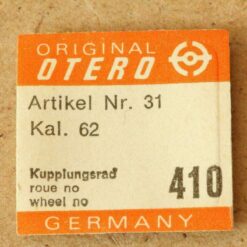 ORIGINAL
OTERO
Artikel Nr. 31
Kal. 62
Kupplungsrad
roue no
wheel no
410
GERMANY